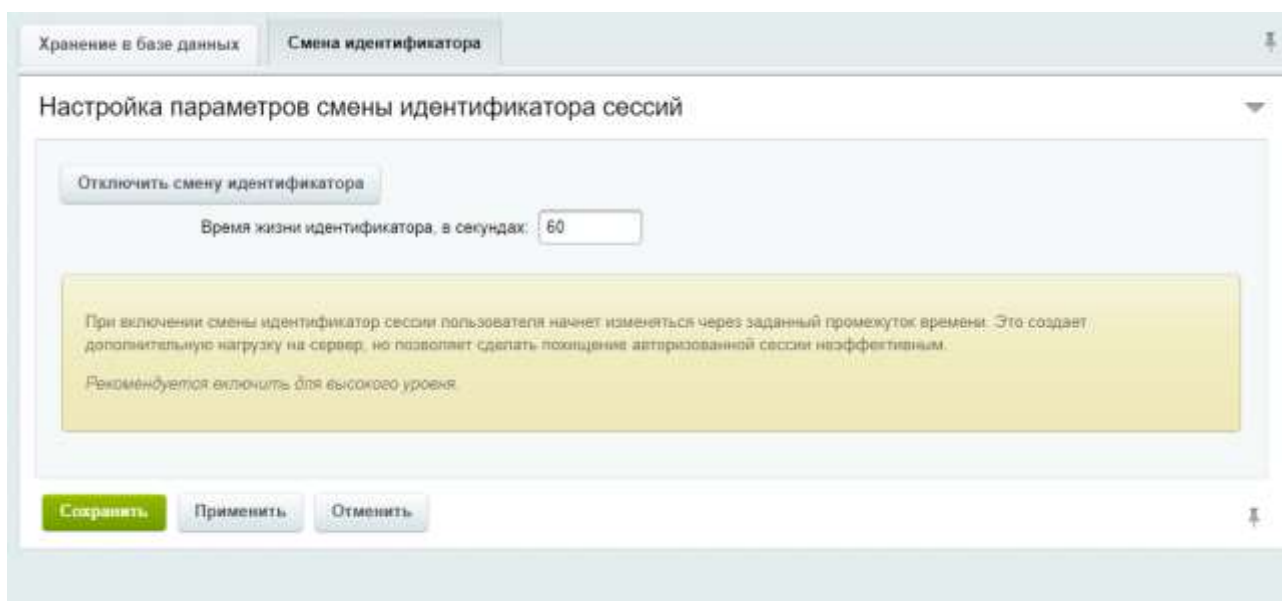 Хранение в базе данных
Смена идентификатора
Настройка параметров смены идентификатора сессий
Отключить смену идентификатора
Время жизни идентификатора, в секундах: 60
При включении смены идентификатор сессии пользователя начнет изменяться через заданный промежуток времени. Это создает
дополнительную нагрузку на сервер, но позволяет сделать похищение авторизованной сессии неэффективным.
Рекомендуется включить для высокого уровня.
Сохранить
Применить
Отменить